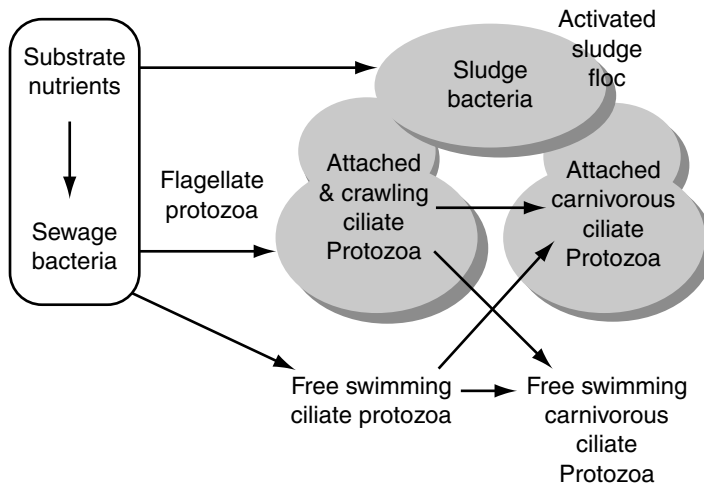 Substrate
nutrients
Sewage
bacteria
Flagellate
protozoa
Activated
sludge
floc
Sludge
bacteria
Attached
& crawling
ciliate
Protozoa
Attached
carnivorous
ciliate
Protozoa
Free swimming
ciliate protozoa
Free swimming
carnivorous
ciliate
Protozoa